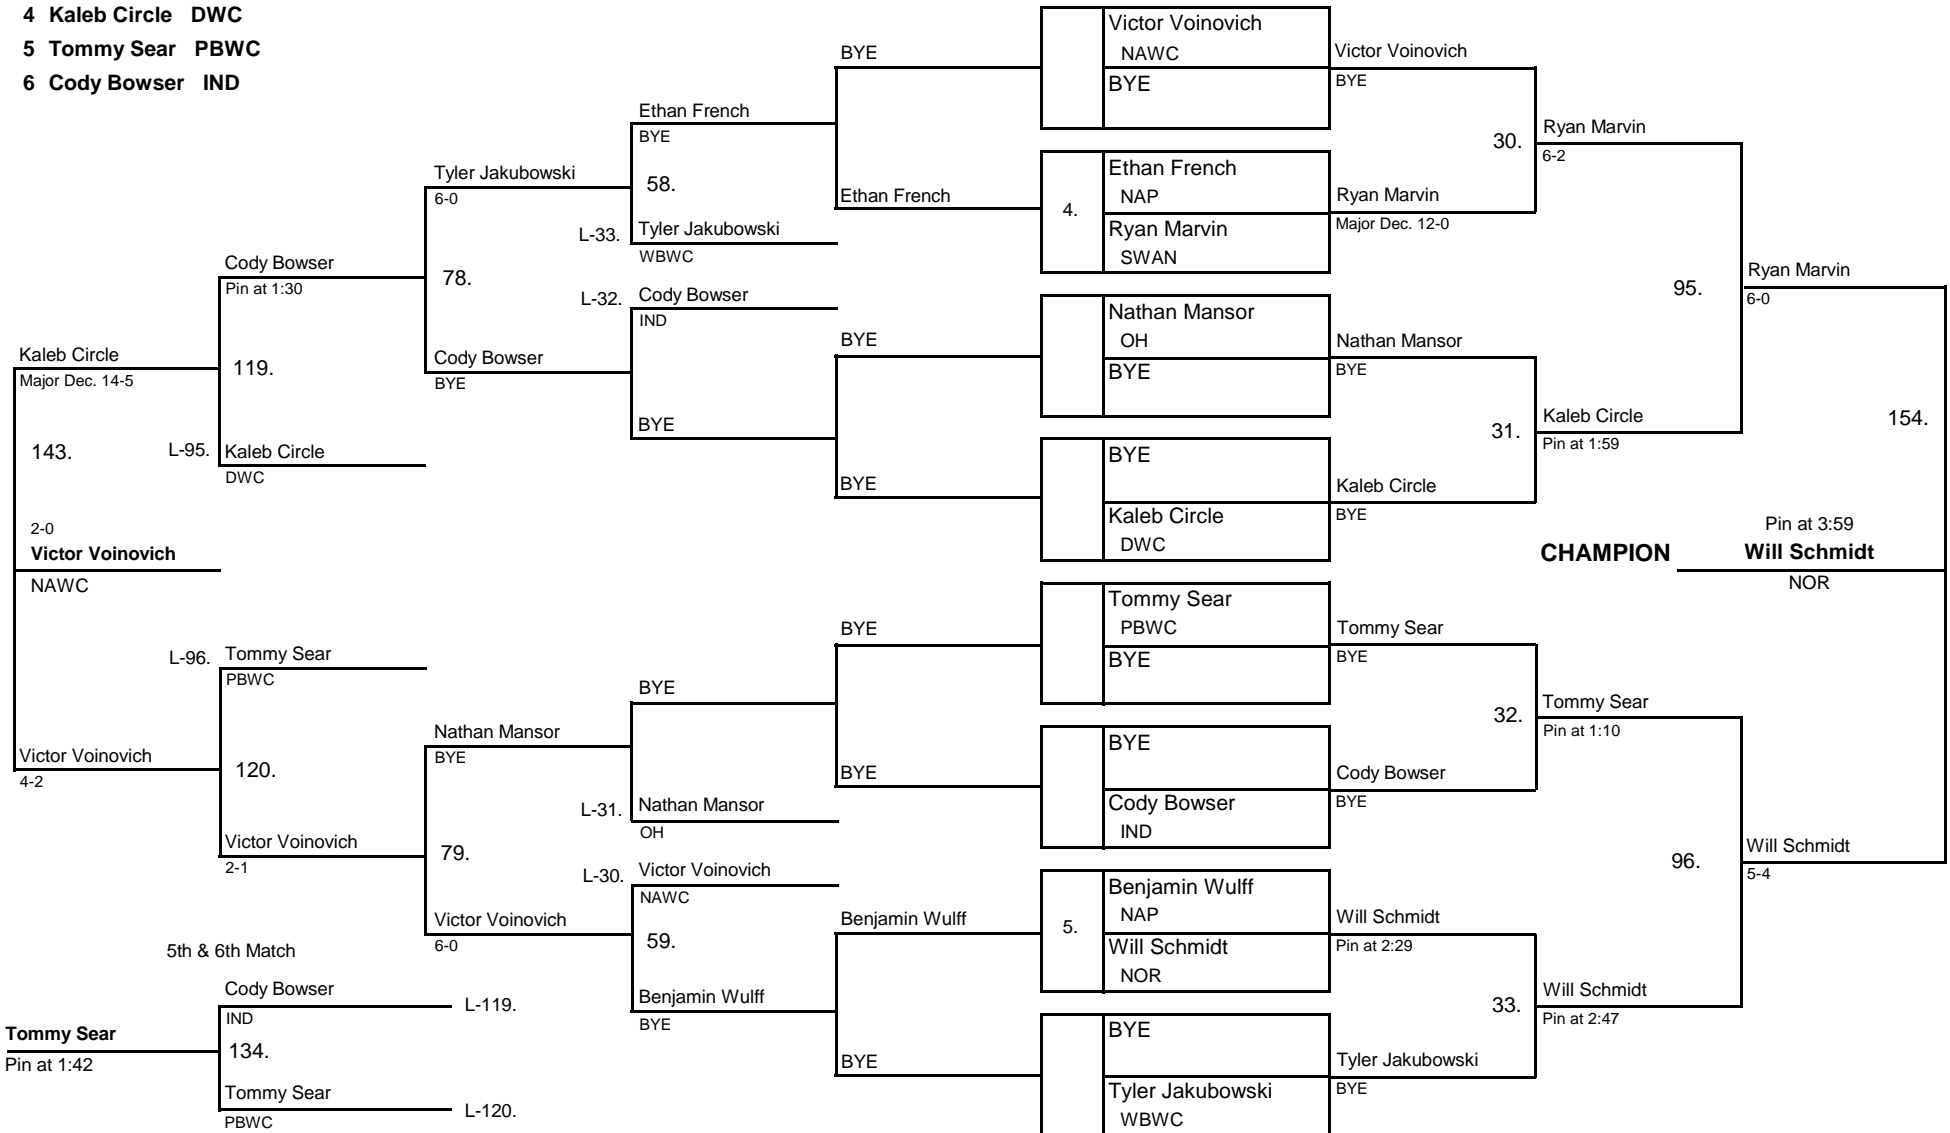 4 Kaleb Circle DWC
5 Tommy Sear PBWC
6 Cody Bowser IND
Kaleb Circle
Major Dec. 14-5
143.
2-0
Victor Voinovich
NAWC
Victor Voinovich
4-2
5th & 6th Match
Tommy Sear
Pin at 1:42
Cody Bowser
Pin at 1:30
119.
L-95. Kaleb Circle
DWC
L-96. Tommy Sear
PBWC
120.
Victor Voinovich
2-1
Cody Bowser
IND
L-119.
134.
Tommy Sear
PBWC
L-120.
Tyler Jakubowski
6-0
78.
Cody Bowser
BYE
Nathan Mansor
BYE
79.
Victor Voinovich
6-0
Ethan French
BYE
58.
L-33. Tyler Jakubowski
WBWC
L-32. Cody Bowser
IND
BYE
BYE
L-31. Nathan Mansor
OH
L-30. Victor Voinovich
NAWC
59.
Benjamin Wulff
BYE
BYE
Ethan French
BYE
BYE
BYE
BYE
Benjamin Wulff
BYE
Victor Voinovich
NAWC
BYE
4.
Ethan French
NAP
Ryan Marvin
SWAN
Nathan Mansor
OH
BYE
BYE
Kaleb Circle
DWC
Tommy Sear
PBWC
BYE
BYE
Cody Bowser
IND
5.
Benjamin Wulff
NAP
Will Schmidt
NOR
BYE
Tyler Jakubowski
WBWC
Victor Voinovich
BYE
30.
Ryan Marvin
Major Dec. 12-0
Nathan Mansor
BYE
31.
Kaleb Circle
BYE
Tommy Sear
BYE
32.
Cody Bowser
BYE
Will Schmidt
Pin at 2:29
33.
Tyler Jakubowski
BYE
Ryan Marvin
6-2
95.
Kaleb Circle
Pin at 1:59
Tommy Sear
Pin at 1:10
96.
Will Schmidt
Pin at 2:47
Ryan Marvin
6-0
154.
Pin at 3:59
CHAMPION Will Schmidt
NOR
Will Schmidt
5-4